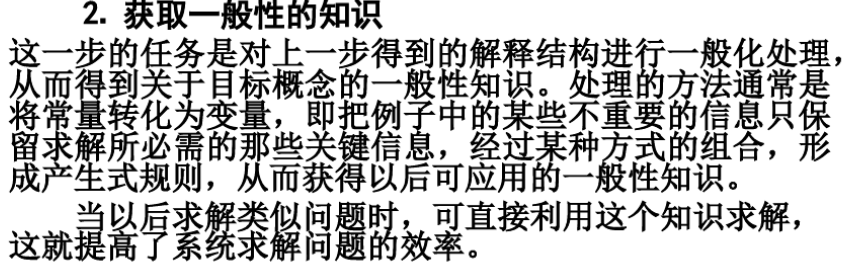 2. 获取一般性的知识
这一步的任务是对上一步得到的解释结构进行一般化处理，
从而得到关于目标概念的一般性知识。处理的方法通常是
将常量转化为变量，即把例子中的某些不重要的信息只保
留求解所必需的那些关键信息，经过某种方式的组合，形
成产生式规则，从而获得以后可应用的一般性知识。
当以后求解类似问题时，可直接利用这个知识求解，
这就提高了系统求解问题的效率。